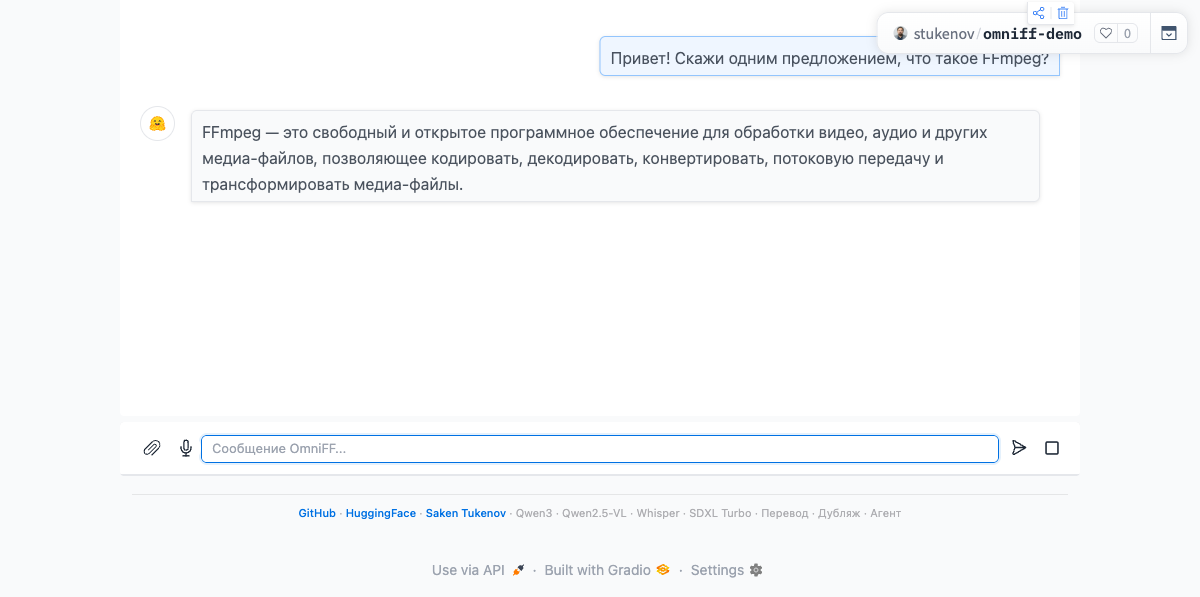 stukenov/omniff-demo
0
Привет! Скажи одним предложением, что такое FFmpeg?
FFmpeg — это свободный и открытое программное обеспечение для обработки видео, аудио и других
медиа-файлов, позволяющее кодировать, декодировать, конвертировать, потоковую передачу и
трансформировать медиа-файлы.
Сообщение OmniFF...
GitHub · HuggingFace · Saken Tukenov · Qwen3 · Qwen2.5-VL · Whisper · SDXL Turbo · Перевод · Дубляж · Агент
Use via API · Built with Gradio · Settings